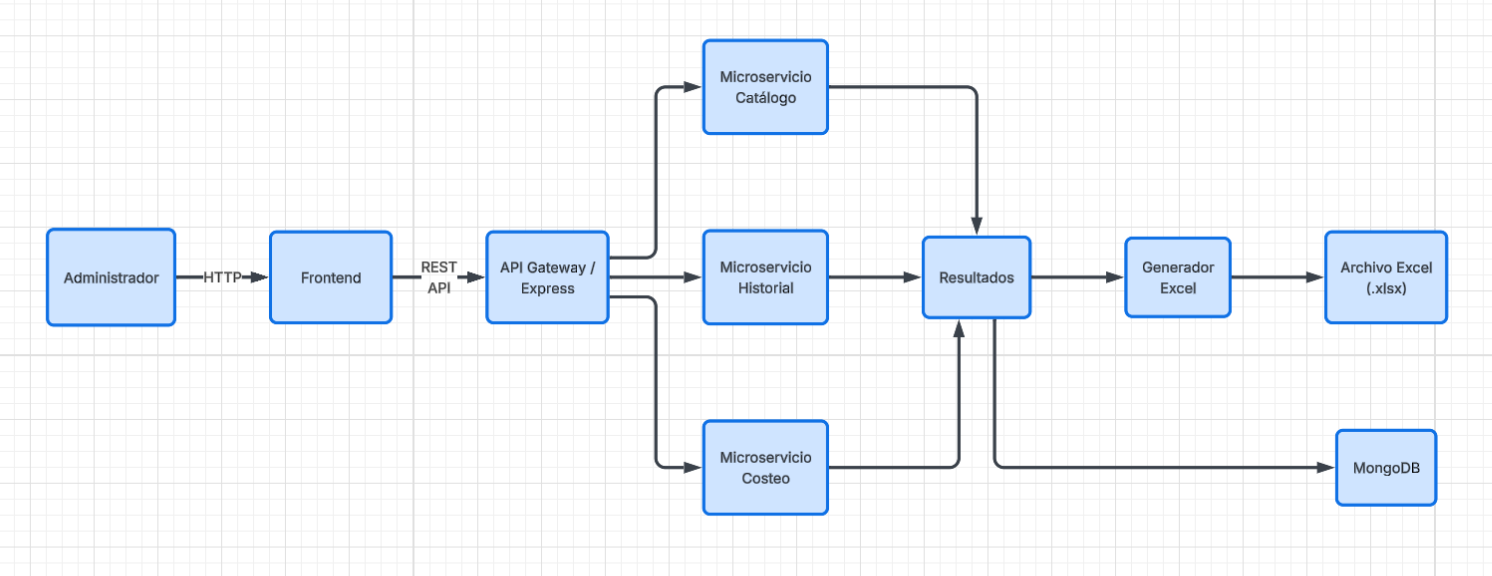 Microservicio
Catálogo
Administrador
HTTP
Frontend
REST
API
API Gateway /
Express
Microservicio
Historial
Resultados
Generador
Excel
Archivo Excel
(.xlsx)
Microservicio
Costeo
MongoDB